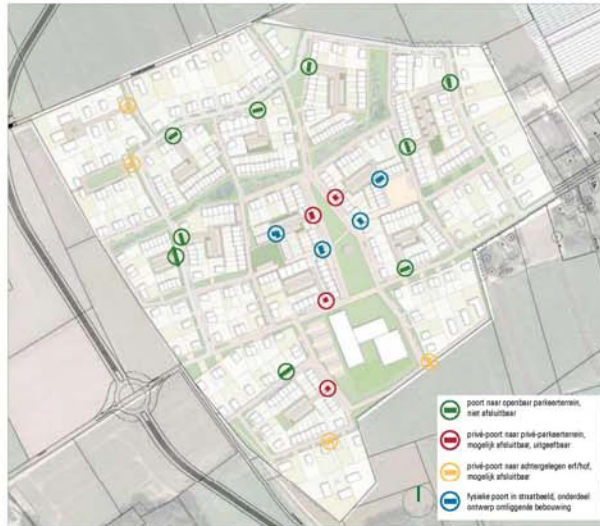 poort naar openbaar parkeerterrein,
niet afsluitbaar
privé-poort naar privé-parkeerterrein,
mogelijk afsluitbaar, uitgeefbaar
privé-poort naar achtergelegen erf/hof,
mogelijk afsluitbaar
fysieke poort in straatbeeld, onderdeel
ontwerp omliggende bebouwing